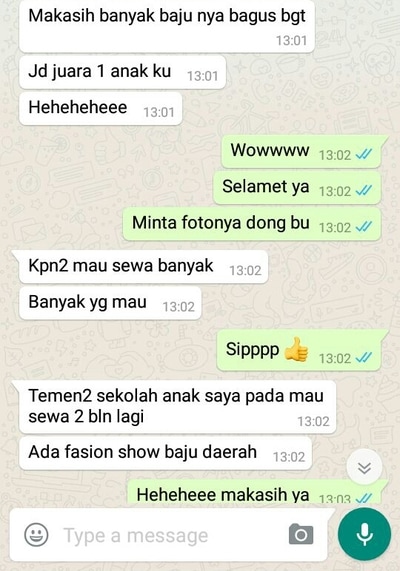 Makasih banyak baju nya bagus bgt
13:01
Jd juara 1 anak ku 13:01
Heheheheee 13:01
Wowwww 13:02
Selamet ya 13:02
Minta fotonya dong bu 13:02
Kpn2 mau sewa banyak 13:02
Banyak yg mau 13:02
Sipppp 👍 13:02
Temen2 sekolah anak saya pada mau
sewa 2 bln lagi 13:02
Ada fasion show baju daerah 13:02
Heheheee makasih ya 13:03
Type a message